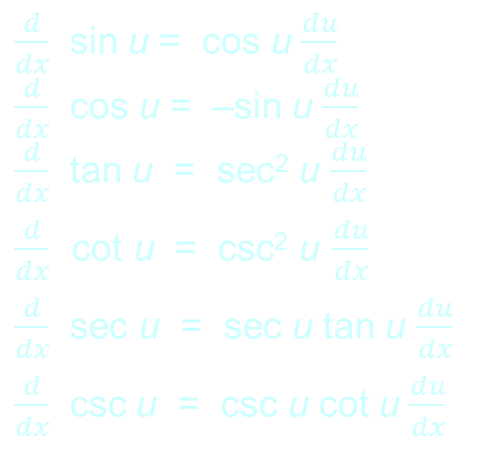 d/dx sin u = cos u du/dx
d/dx cos u = –sin u du/dx
d/dx tan u = sec² u du/dx
d/dx cot u = csc² u du/dx
d/dx sec u = sec u tan u du/dx
d/dx csc u = csc u cot u du/dx